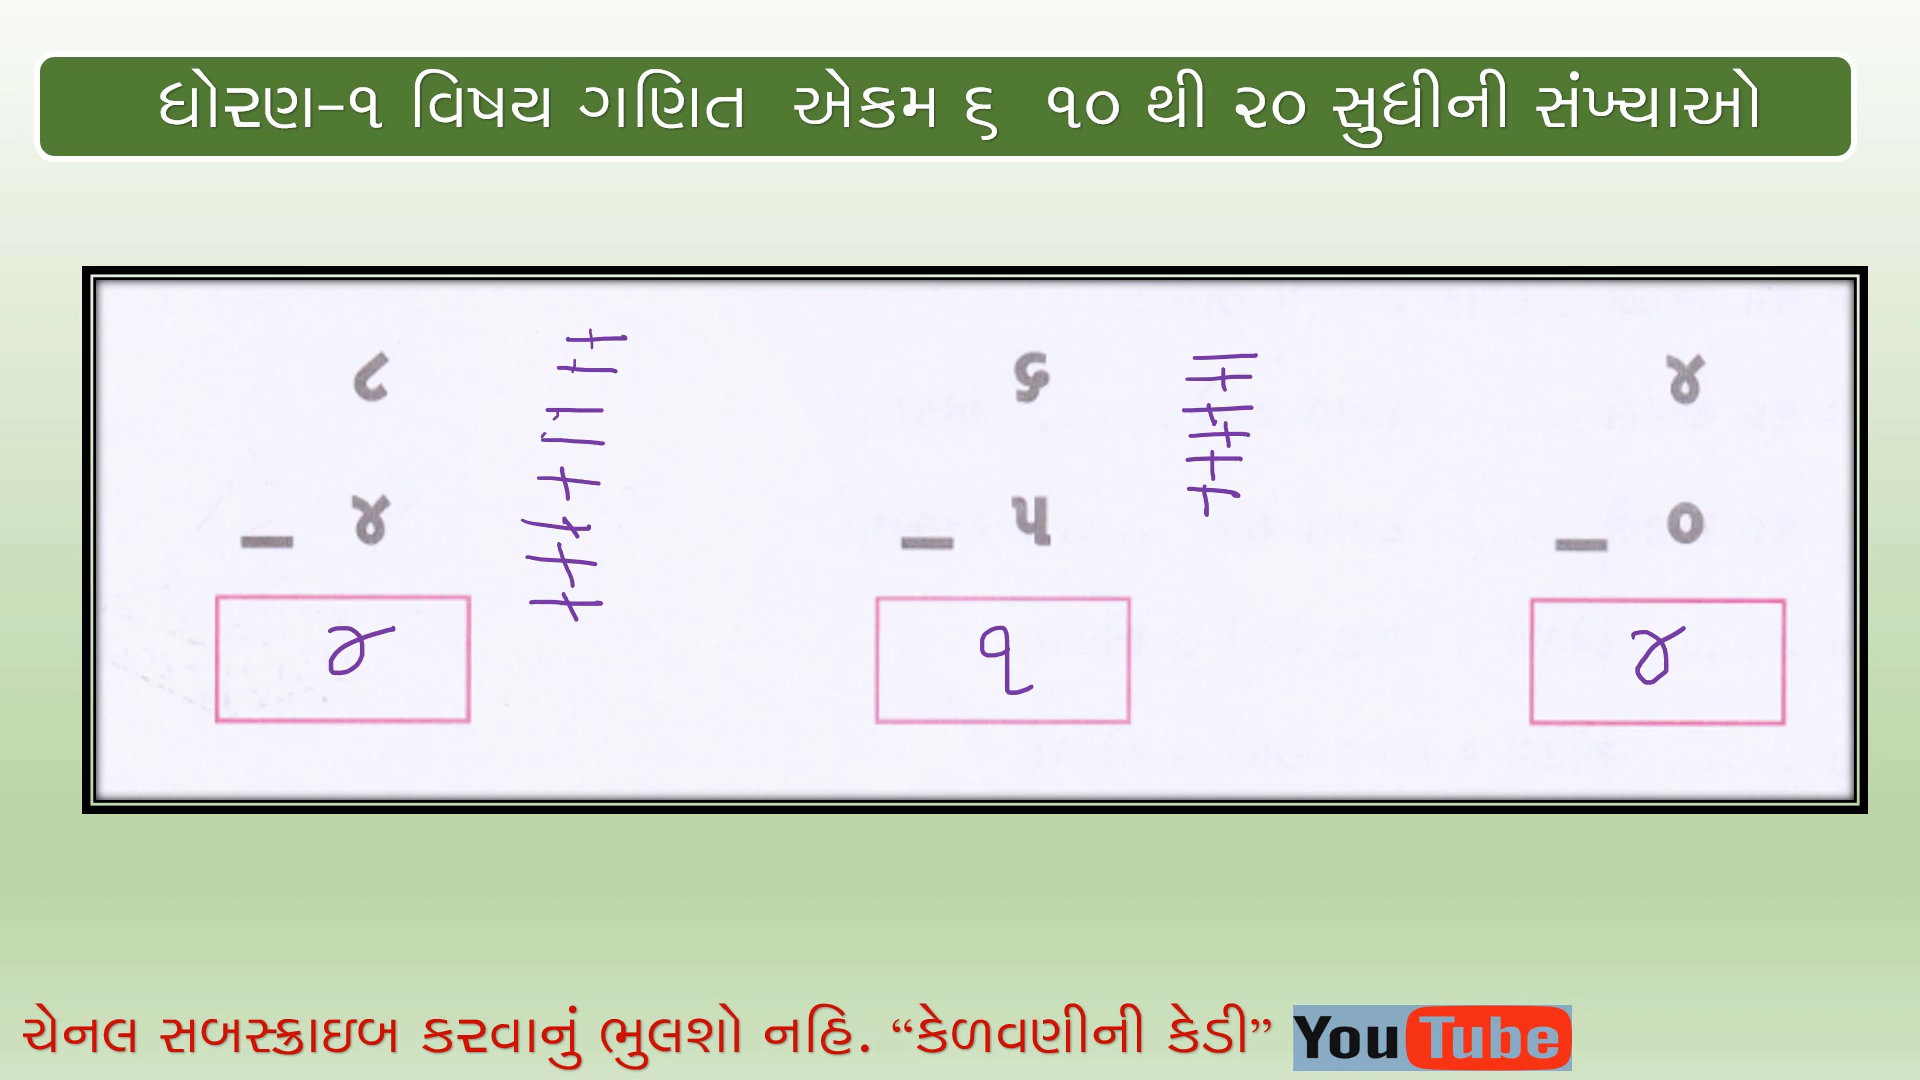 ધોરણ-૧ વિષય ગણિત એકમ ૬ ૧૦ થી ૨૦ સુધીની સંખ્યાઓ
૮ ૬ ૪
_ ૪ _ ૫ _ ૦
૪ ૧ ૪
ચેનલ સબસ્ક્રાઇબ કરવાનું ભુલશો નહિ. “કેળવણીની કેડી” YouTube